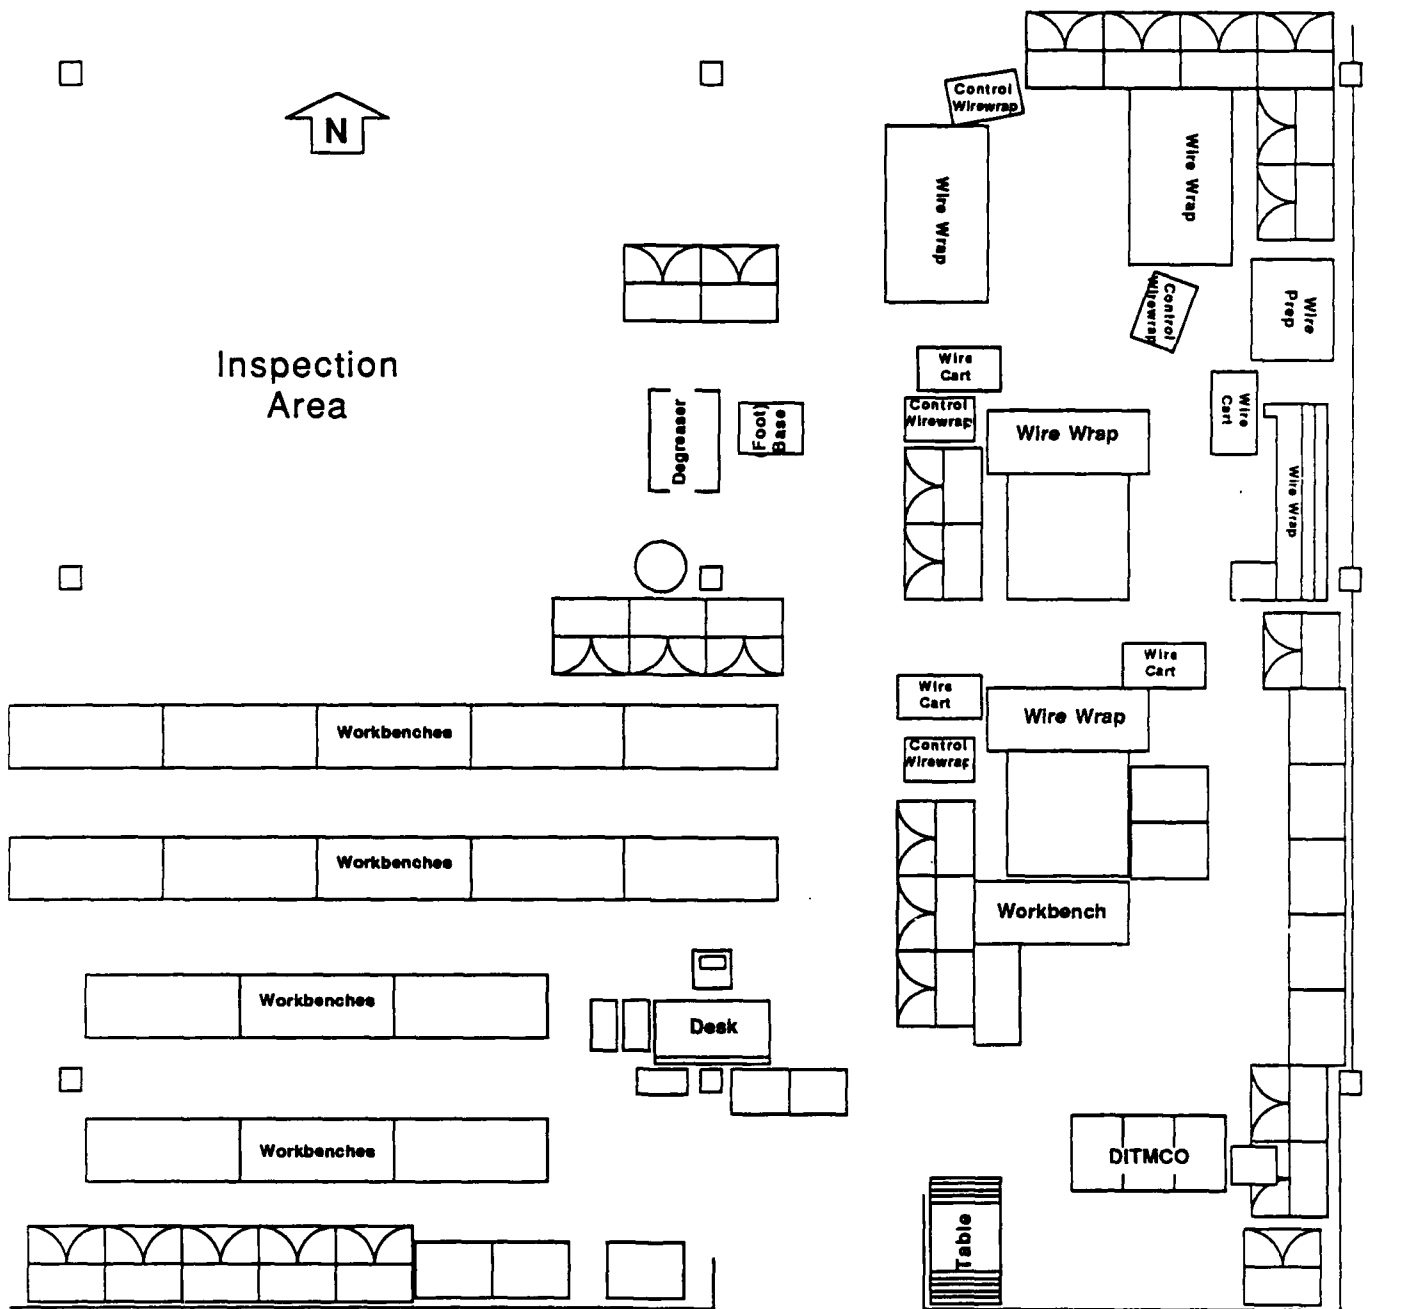 N
Control
Wirewrap
Wire Wrap
Wire Wrap
Control
Wirewrap
Wire
Prep
Inspection
Area
Wire
Cart
Control
Wirewrap
Wire Wrap
Wire
Cart
Wire Wrap
Degreaser
(Foot)
Base
Wire
Cart
Wire
Cart
Wire Wrap
Control
Wirewrap
Workbenches
Workbenches
Workbench
Workbenches
Desk
Workbenches
DITMCO
Table